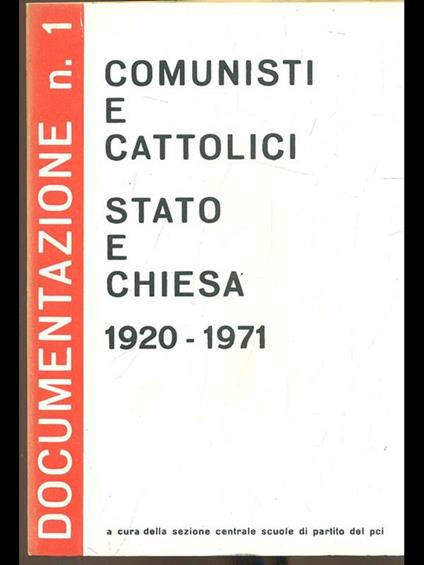 DOCUMENTAZIONE n. 1
COMUNISTI
E
CATTOLICI
STATO
E
CHIESA
1920 - 1971
a cura della sezione centrale scuole di partito del pci